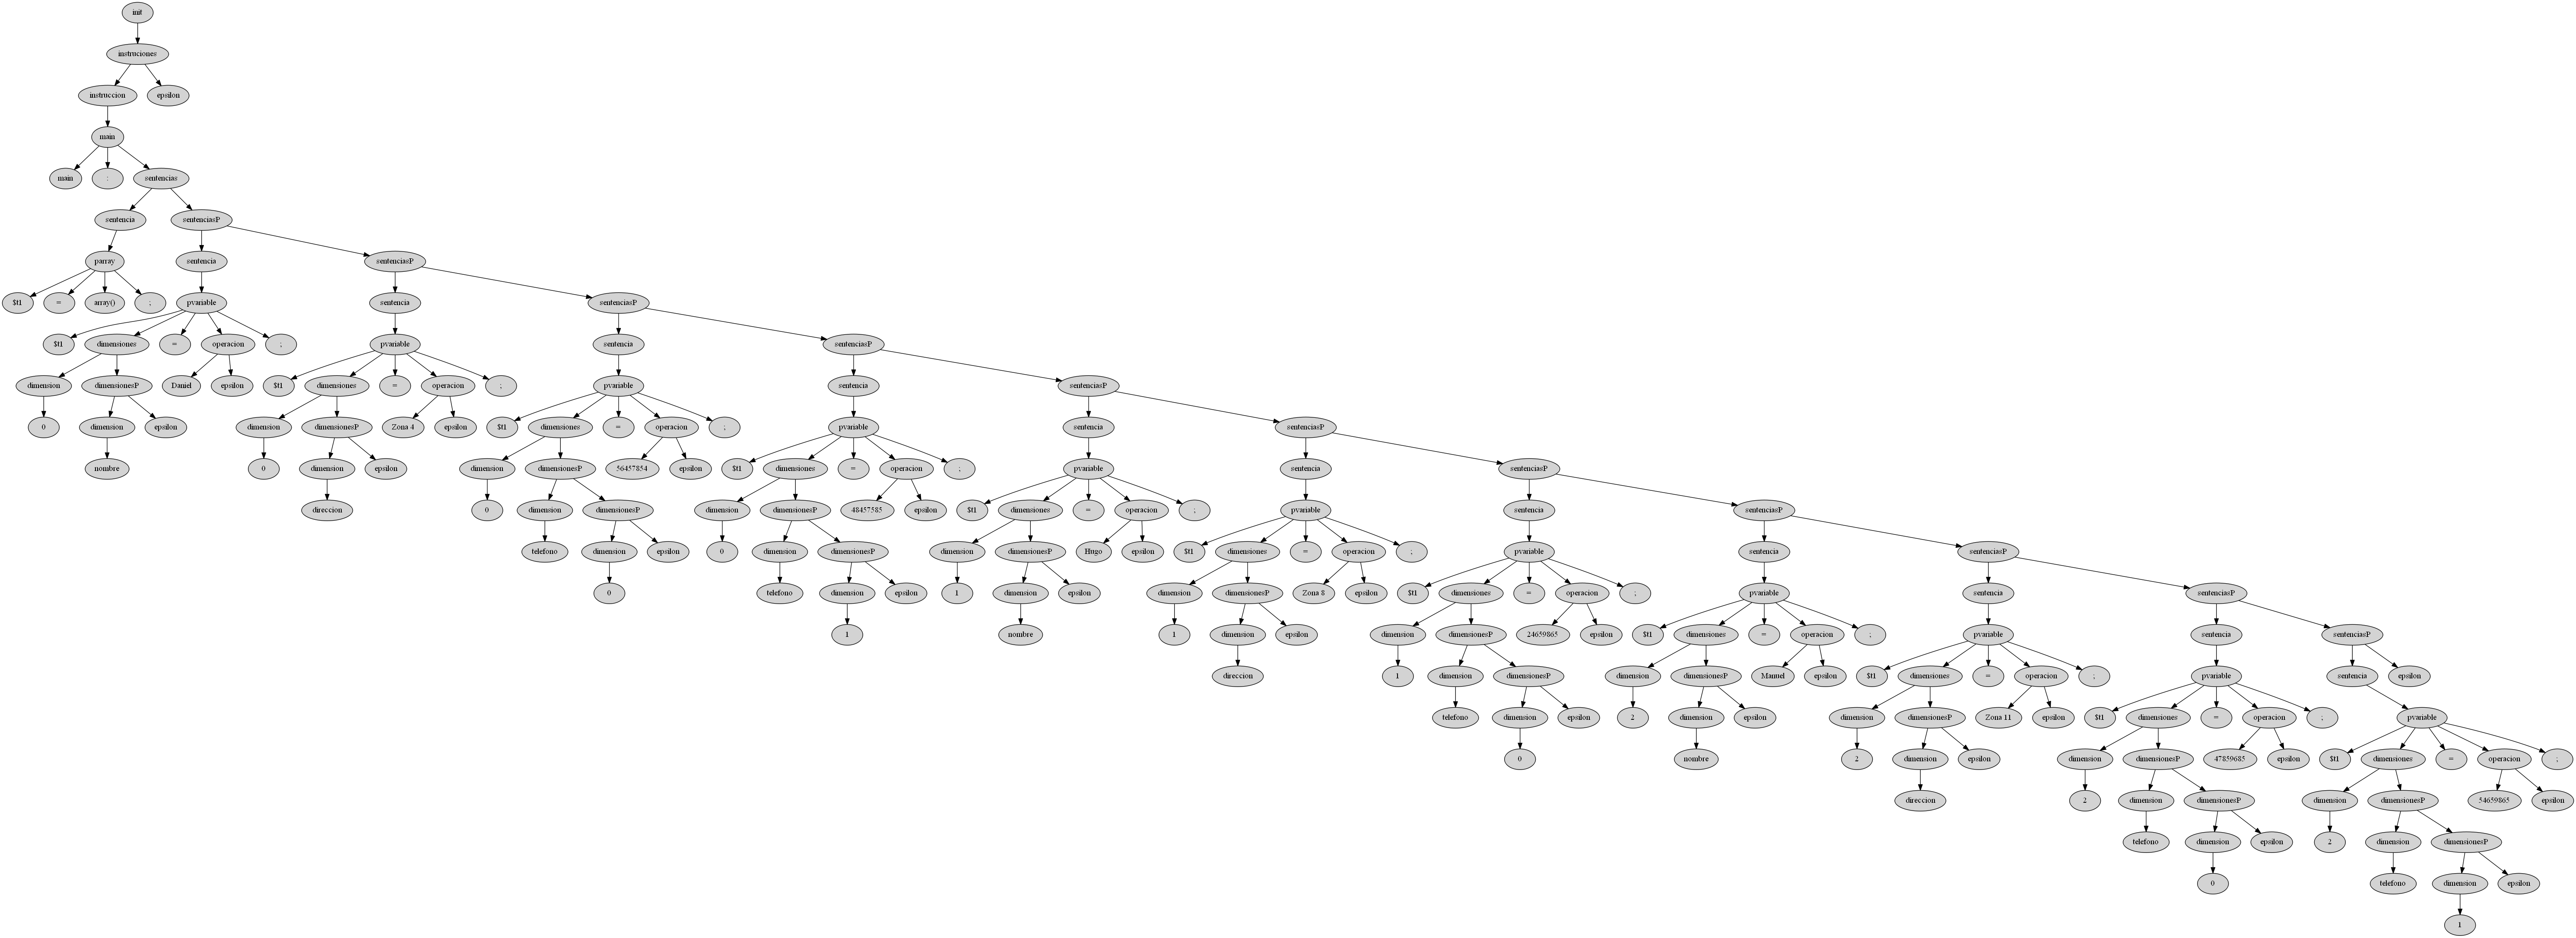 init
instruciones
instruccion epsilon
main
main : sentencias
sentencia sentenciasP
parray sentencia sentenciasP
$t1 = array() ; pvariable sentencia sentenciasP
$t1 dimensiones = operacion ; pvariable sentencia sentenciasP
dimension dimensionesP Daniel epsilon $t1 dimensiones = operacion ; pvariable sentencia sentenciasP
0 dimension epsilon dimension dimensionesP Zona 4 epsilon $t1 dimensiones = operacion ; pvariable sentencia sentenciasP
nombre 0 dimension epsilon dimension dimensionesP 56457854 epsilon $t1 dimensiones = operacion ; pvariable sentencia sentenciasP
direccion 0 dimension dimensionesP dimension dimensionesP 48457585 epsilon $t1 dimensiones = operacion ; pvariable sentencia sentenciasP
telefono dimension epsilon 0 dimension dimensionesP dimension dimensionesP Hugo epsilon $t1 dimensiones = operacion ; pvariable sentencia sentenciasP
0 telefono dimension epsilon 1 dimension epsilon dimension dimensionesP Zona 8 epsilon $t1 dimensiones = operacion ; pvariable sentencia sentenciasP
1 nombre 1 dimension epsilon dimension dimensionesP 24659865 epsilon $t1 dimensiones = operacion ; pvariable sentencia sentenciasP
direccion 1 dimension dimensionesP dimension dimensionesP Manuel epsilon $t1 dimensiones = operacion ; pvariable sentencia epsilon
telefono dimension epsilon 2 dimension epsilon dimension dimensionesP Zona 11 epsilon $t1 dimensiones = operacion ; pvariable
0 nombre 2 dimension epsilon dimension dimensionesP 47859685 epsilon $t1 dimensiones = operacion ;
direccion 2 dimension dimensionesP dimension dimensionesP 54659865 epsilon
telefono dimension epsilon 2 dimension dimensionesP
0 telefono dimension epsilon
1